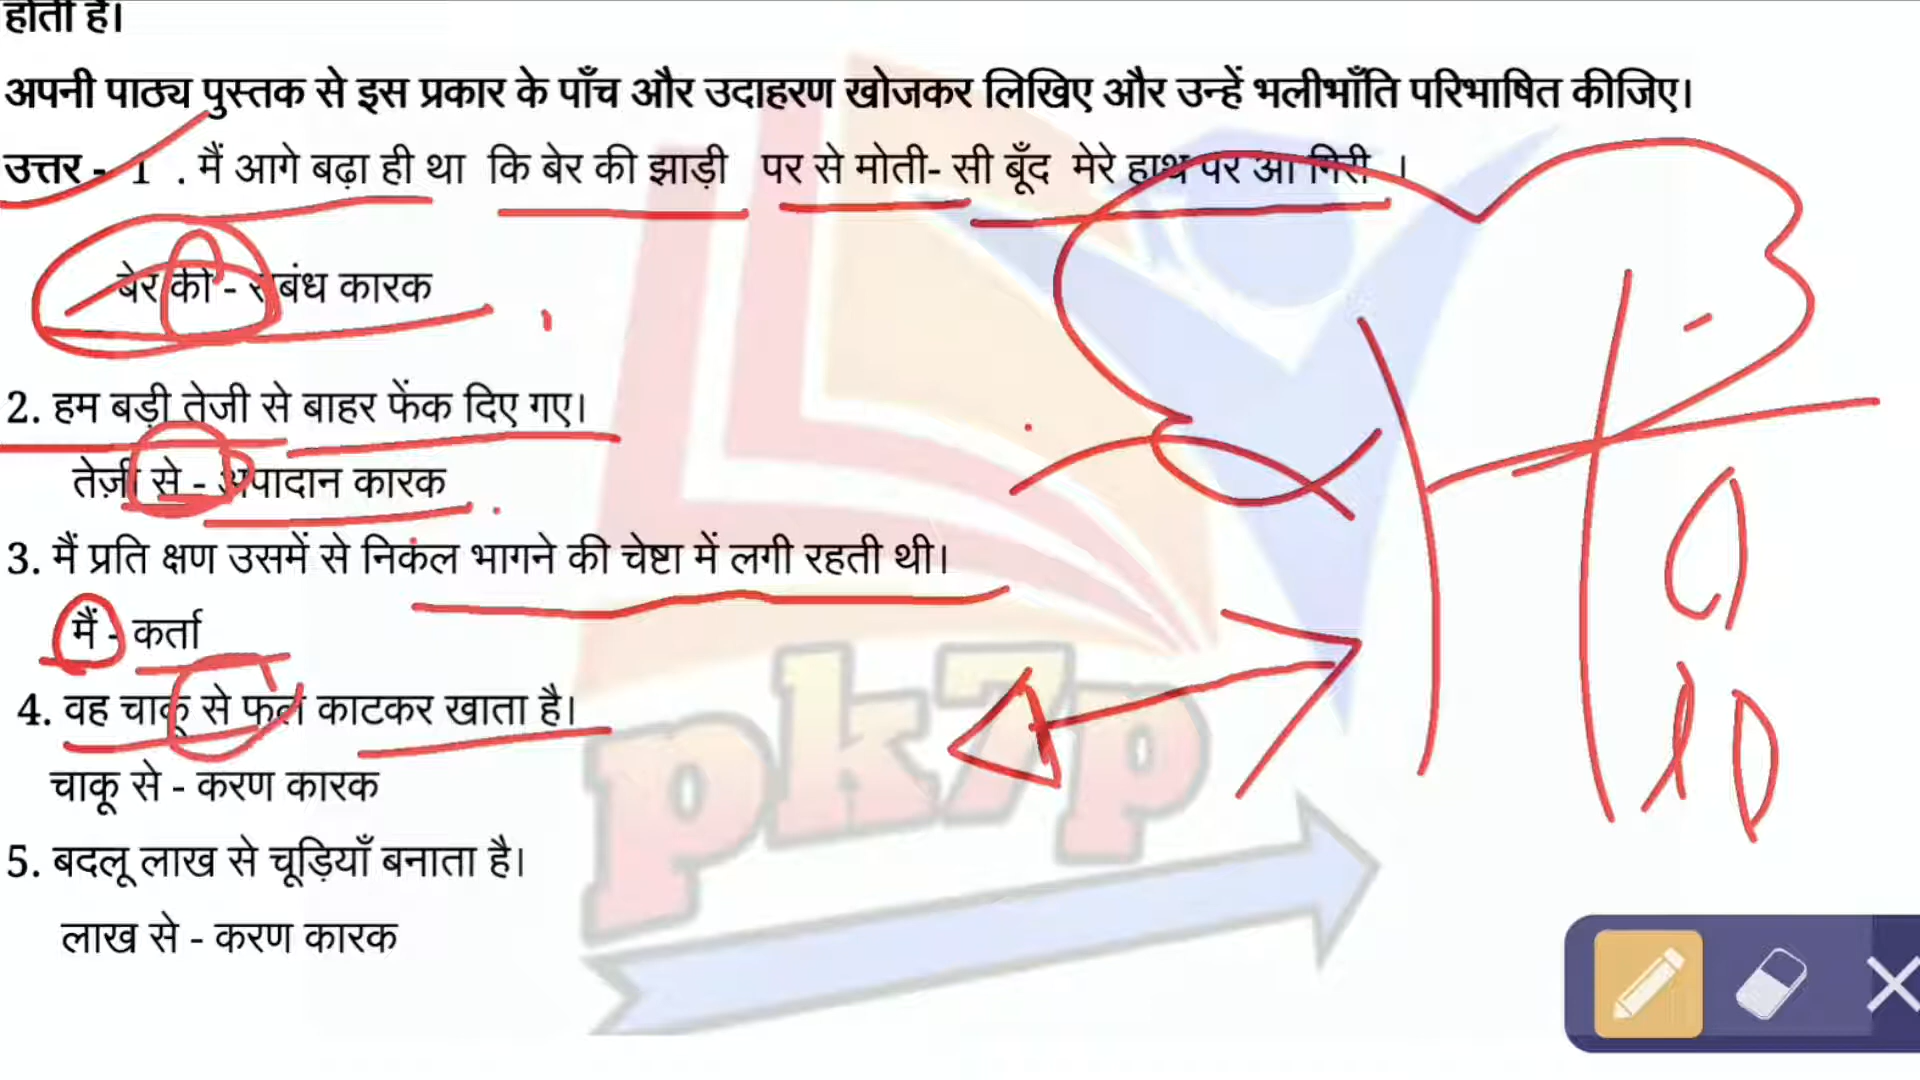 होती है।
अपनी पाठ्य पुस्तक से इस प्रकार के पाँच और उदाहरण खोजकर लिखिए और उन्हें भलीभाँति परिभाषित कीजिए।
उत्तर - 1 . मैं आगे बढ़ा ही था कि बेर की झाड़ी पर से मोती- सी बूँद मेरे हाथ पर आ गिरी ।
बेर की - संबंध कारक
2. हम बड़ी तेजी से बाहर फेंक दिए गए।
तेज़ी से - अपादान कारक
3. मैं प्रति क्षण उसमें से निकल भागने की चेष्टा में लगी रहती थी।
मैं - कर्ता
4. वह चाकू से फल काटकर खाता है।
चाकू से - करण कारक
5. बदलू लाख से चूड़ियाँ बनाता है।
लाख से - करण कारक
pk7p